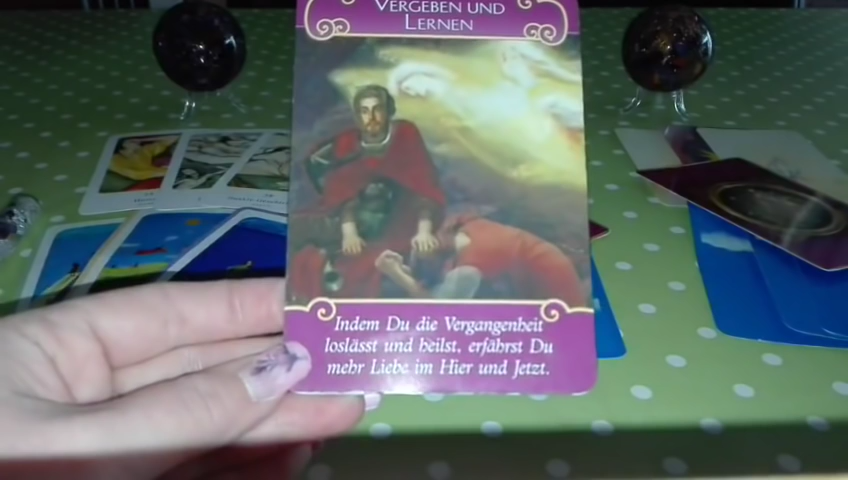 VERGEBEN UND
LERNEN
Indem Du die Vergangenheit
loslässt und heilst, erfährst Du
mehr Liebe im Hier und Jetzt.